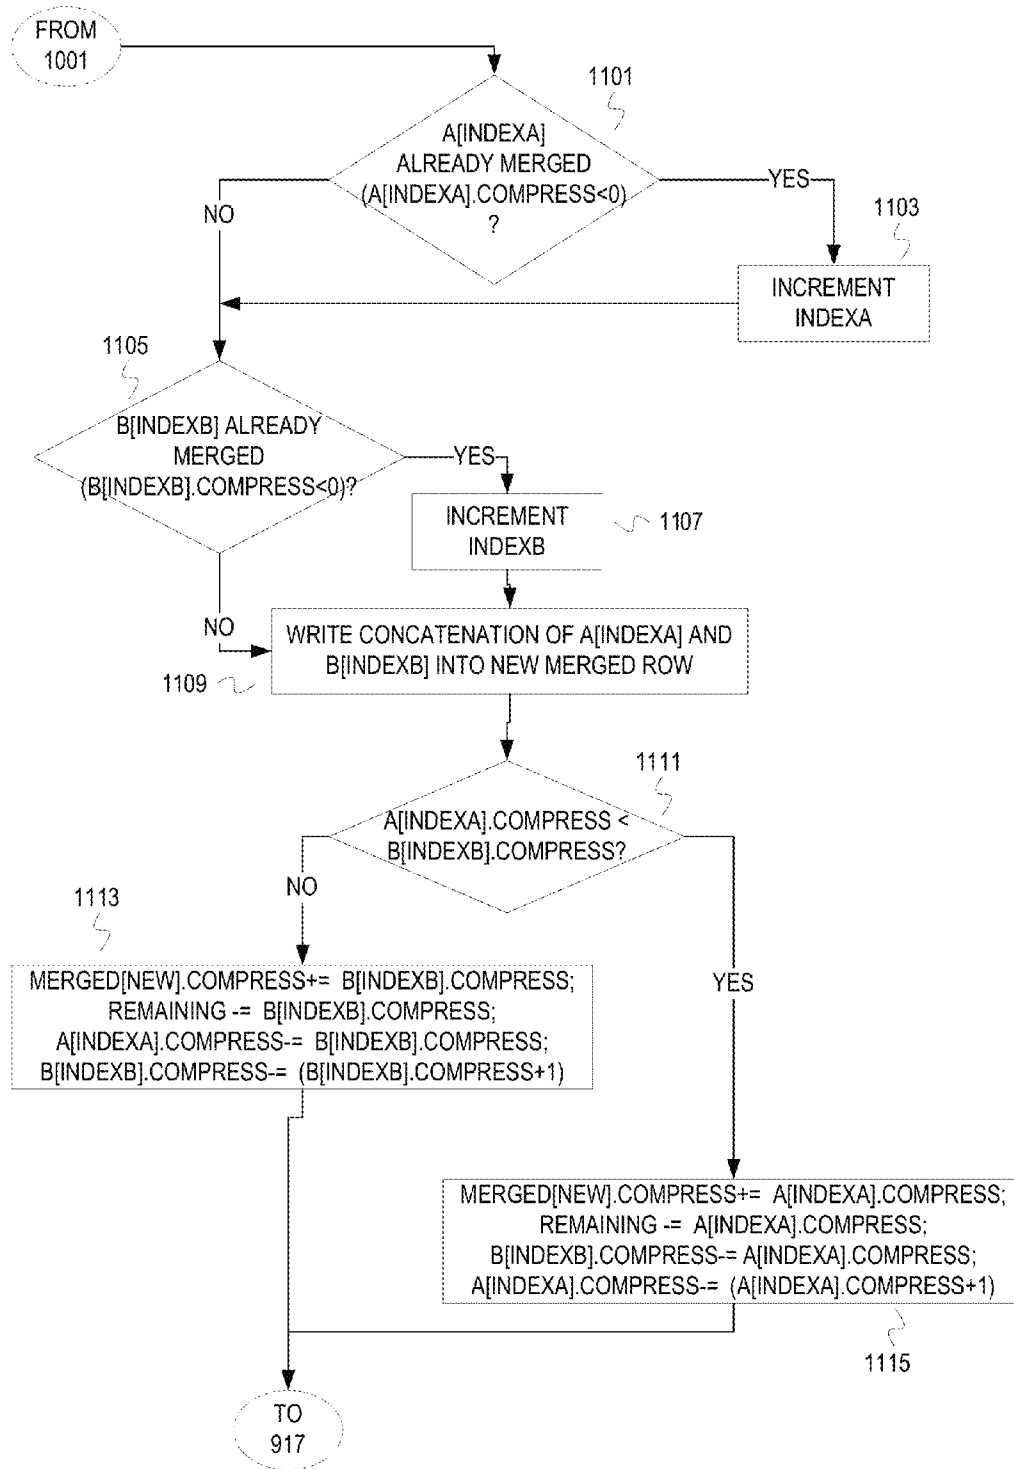 FROM
1001
1101
A[INDEXA]
ALREADY MERGED
(A[INDEXA].COMPRESS<0)
?
YES
NO
1103
INCREMENT
INDEXA
1105
B[INDEXB] ALREADY
MERGED
(B[INDEXB].COMPRESS<0)?
YES
INCREMENT
INDEXB
1107
NO
WRITE CONCATENATION OF A[INDEXA] AND
B[INDEXB] INTO NEW MERGED ROW
1109
1111
A[INDEXA].COMPRESS <
B[INDEXB].COMPRESS?
NO
1113
YES
MERGED[NEW].COMPRESS+= B[INDEXB].COMPRESS;
REMAINING -= B[INDEXB].COMPRESS;
A[INDEXA].COMPRESS-= B[INDEXB].COMPRESS;
B[INDEXB].COMPRESS-= (B[INDEXB].COMPRESS+1)
MERGED[NEW].COMPRESS+= A[INDEXA].COMPRESS;
REMAINING -= A[INDEXA].COMPRESS;
B[INDEXB].COMPRESS-= A[INDEXA].COMPRESS;
A[INDEXA].COMPRESS-= (A[INDEXA].COMPRESS+1)
1115
TO
917